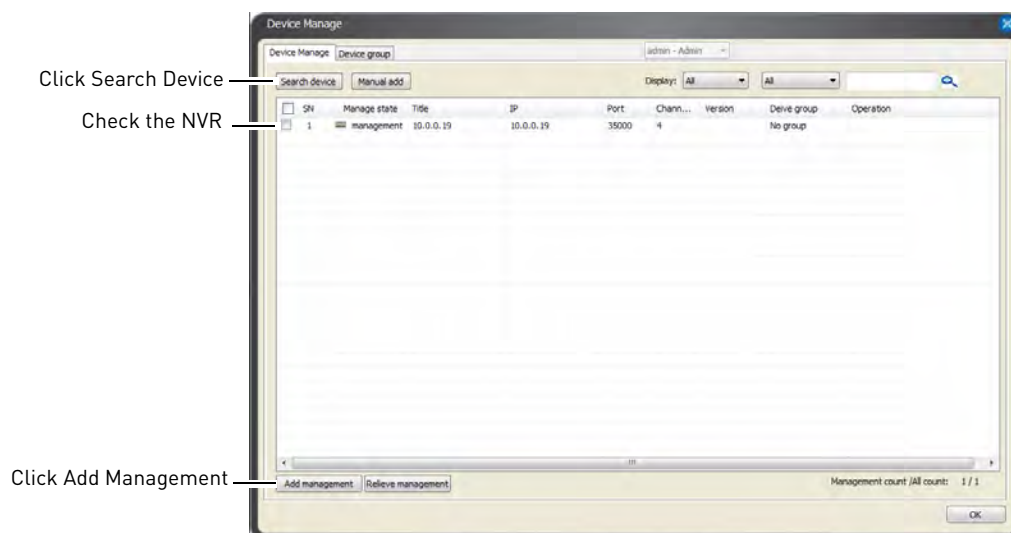 Device Manage
Device Manage Device group admin - Admin
Click Search Device
Search device Manual add Display: All All
SN Manage state Title IP Port Chann... Version Deive group Operation
Check the NVR
1 management 10.0.0.19 10.0.0.19 35000 4 No group
Click Add Management
Add management Relieve management Management count /All count: 1 / 1
OK